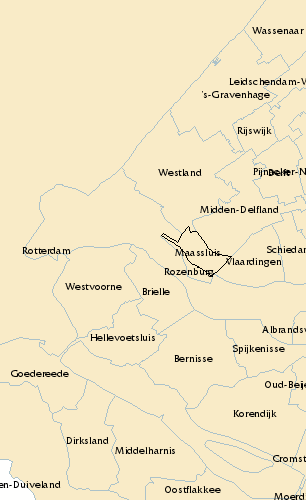 Wassenaar
Leidschendam-V
's-Gravenhage
Rijswijk
Westland
Pijnacker-N
Delft
Midden-Delfland
Rotterdam
Maassluis
Schiedam
Vlaardingen
Rozenburg
Westvoorne
Brielle
Albrandsw
Hellevoetsluis
Spijkenisse
Bernisse
Goedereede
Oud-Beije
Korendijk
Dirksland
Middelharnis
Cromst
en-Duiveland
Oostflakkee
Moerd